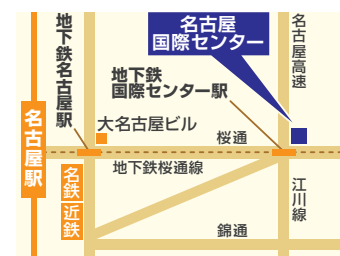 名古屋
国際センター
名古屋高速
地下鉄名古屋駅
地下鉄
国際センター駅
名古屋駅
大名古屋ビル
桜通
地下鉄桜通線
名鉄
近鉄
江川線
錦通